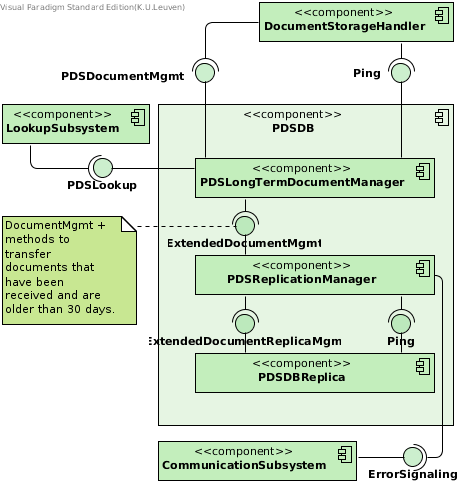 Visual Paradigm Standard Edition(K.U.Leuven)
<<component>>
DocumentStorageHandler
PDSDocumentMgmt
Ping
<<component>>
LookupSubsystem
<<component>>
PDSDB
<<component>>
PDSLongTermDocumentManager
PDSLookup
DocumentMgmt +
methods to
transfer
documents that
have been
received and are
older than 30 days.
ExtendedDocumentMgmt
<<component>>
PDSReplicationManager
ExtendedDocumentReplicaMgm
Ping
<<component>>
PDSDBReplica
<<component>>
CommunicationSubsystem
ErrorSignaling